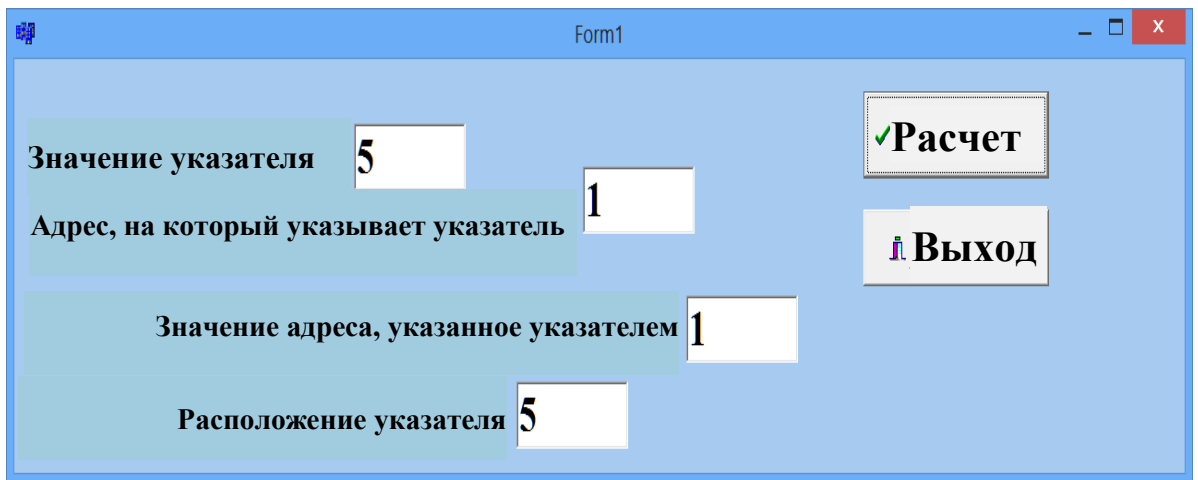 Form1
X
Значение указателя 5
Расчет
Адрес, на который указывает указатель 1
Выход
Значение адреса, указанное указателем 1
Расположение указателя 5